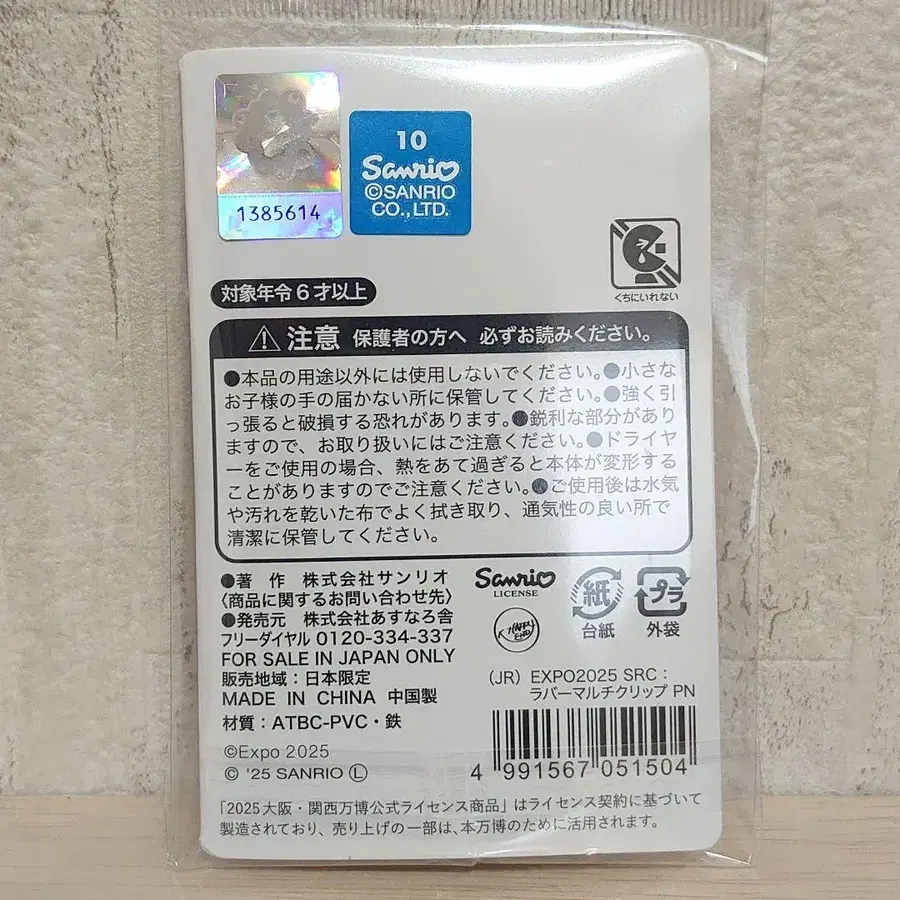 1385614
10
Sanrio
©SANRIO
CO.,LTD.
くちにいれない
対象年令6才以上
注意 保護者の方へ 必ずお読みください。
●本品の用途以外には使用しないでください。●小さな
お子様の手の届かない所に保管してください。●強く引
っ張ると破損する恐れがあります。●鋭利な部分があり
ますので、お取り扱いにはご注意ください。●ドライヤ
ーをご使用の場合、熱をあて過ぎると本体が変形する
ことがありますのでご注意ください。●ご使用後は水気
や汚れを乾いた布でよく拭き取り、通気性の良い所で
清潔に保管してください。
●著 作 株式会社サンリオ
〈商品に関するお問い合わせ先〉
●発売元 株式会社あすなろ舎
フリーダイヤル 0120-334-337
FOR SALE IN JAPAN ONLY
販売地域:日本限定
MADE IN CHINA 中国製
材質:ATBC-PVC・鉄
©Expo 2025
© '25 SANRIO Ⓛ
Sanrio
LICENSE
HAPPY
END
紙
台紙
プラ
外袋
(JR) EXPO2025 SRC:
ラバーマルチクリップ PN
4 991567 051504
「2025大阪・関西万博公式ライセンス商品」はライセンス契約に基づいて
製造されており、売り上げの一部は、本万博のために活用されます。